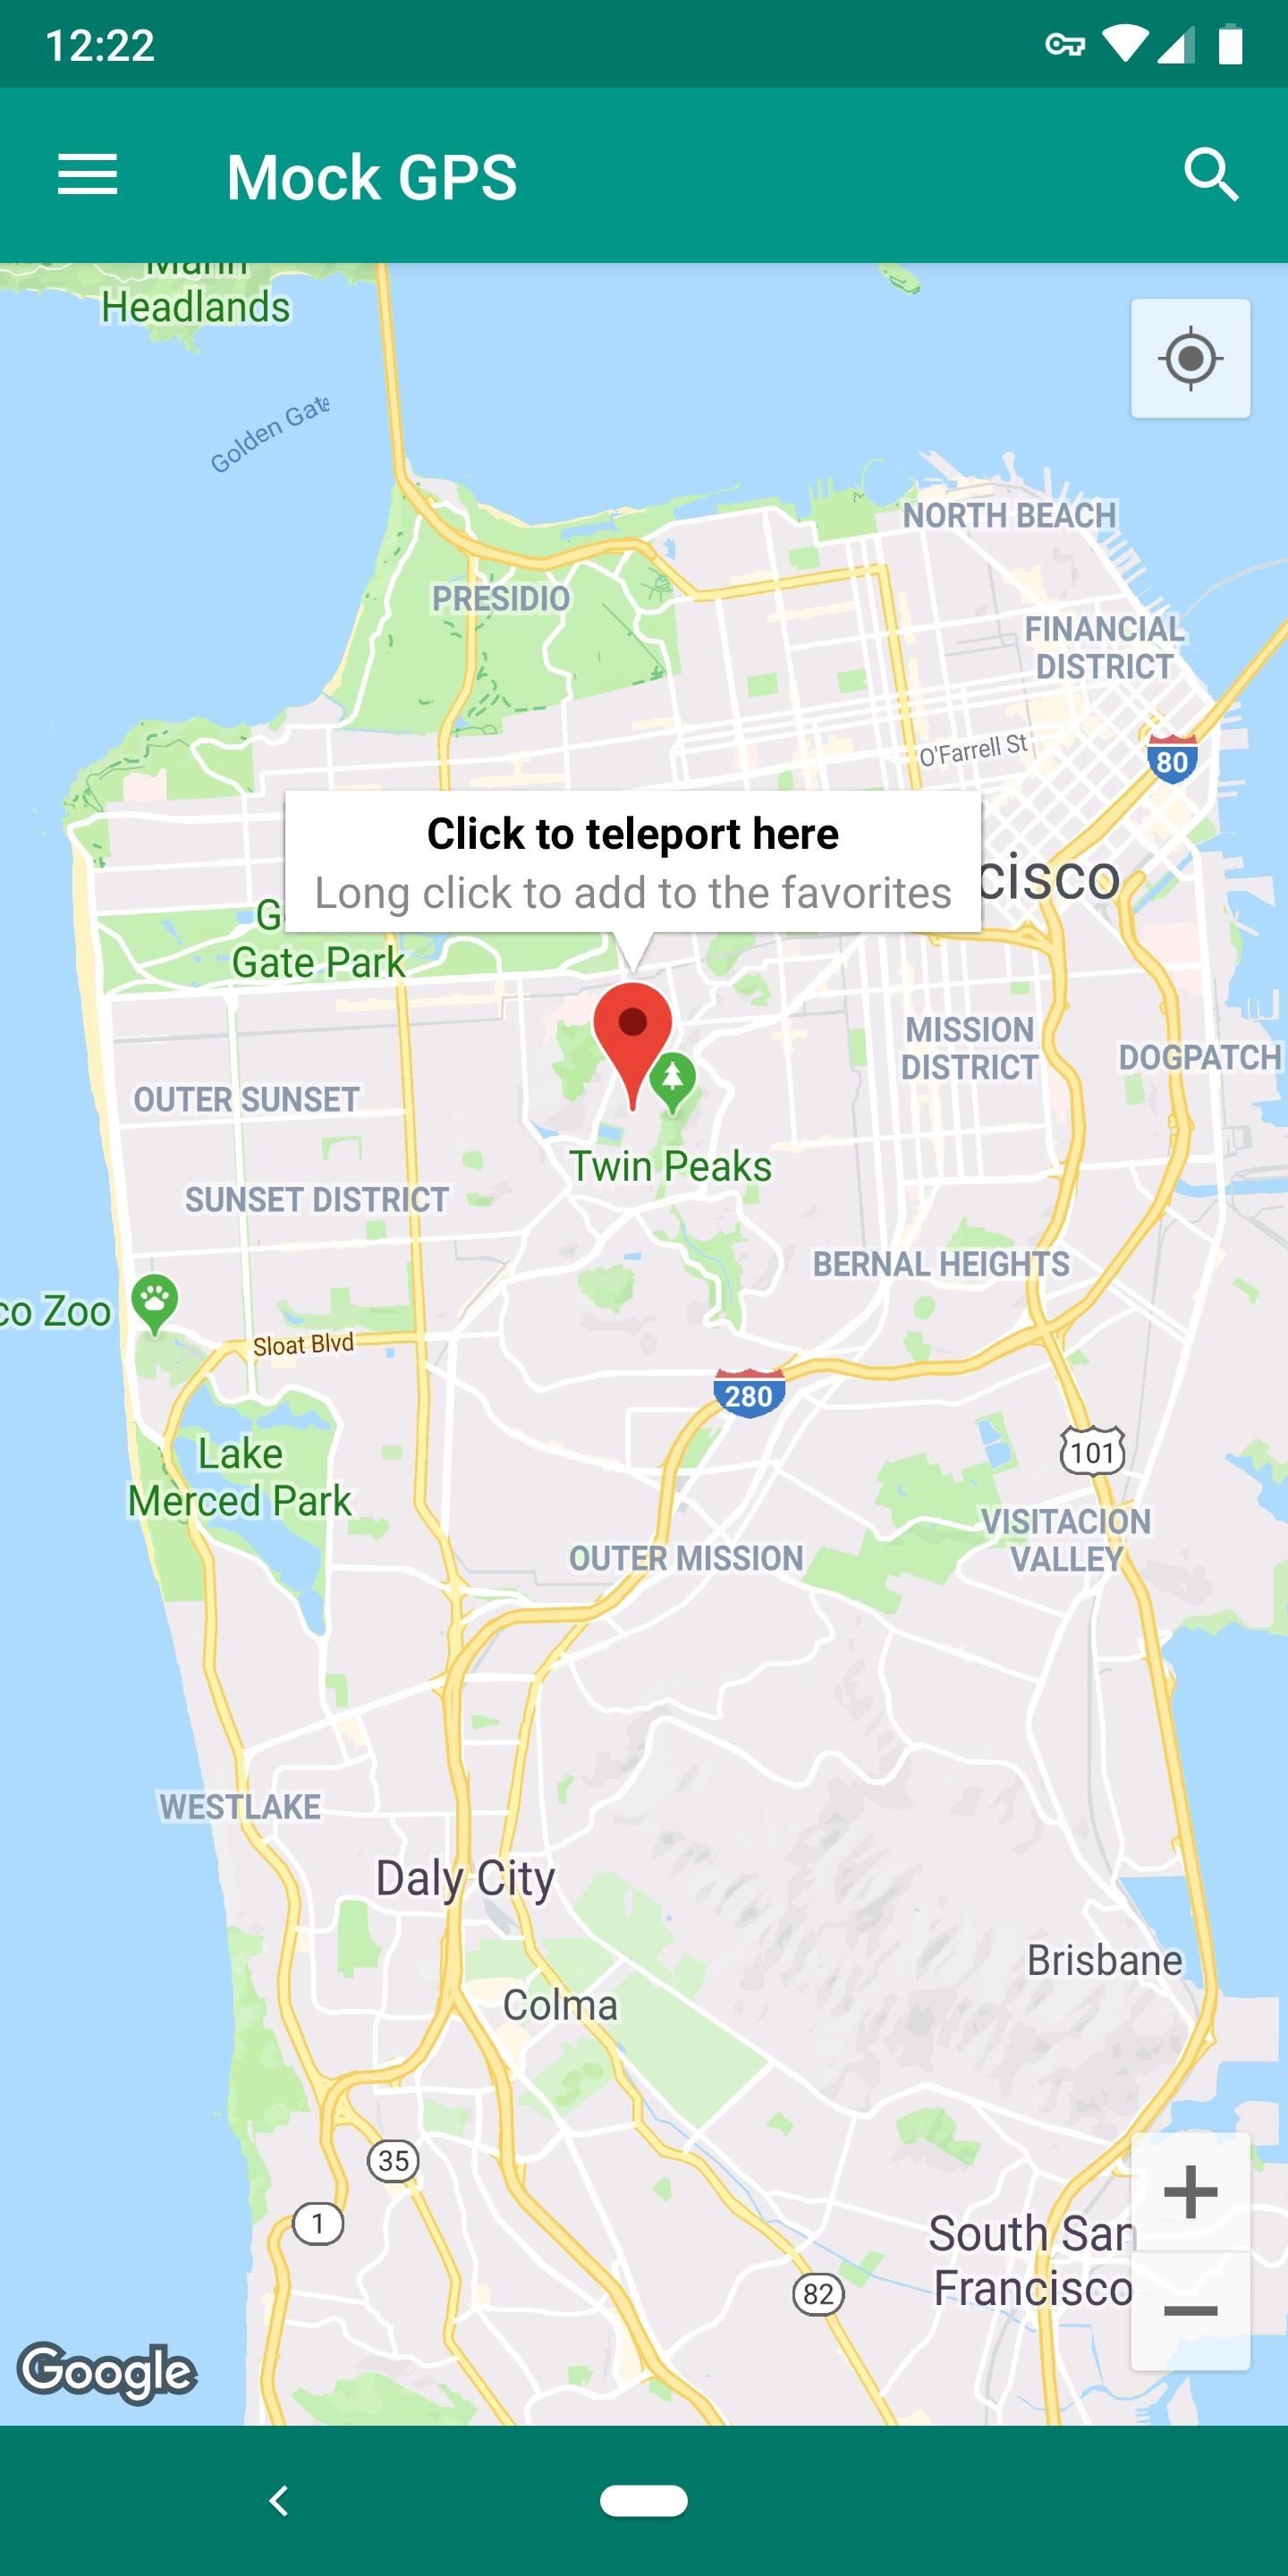 12:22
Mock GPS
Marin
Headlands
Golden Gate
NORTH BEACH
PRESIDIO
FINANCIAL
DISTRICT
O'Farrell St
80
Click to teleport here
cisco
Long click to add to the favorites
G
Gate Park
MISSION
DISTRICT
DOGPATCH
OUTER SUNSET
Twin Peaks
SUNSET DISTRICT
BERNAL HEIGHTS
co Zoo
Sloat Blvd
280
Lake
Merced Park
101
VISITACION
VALLEY
OUTER MISSION
WESTLAKE
Daly City
Brisbane
Colma
35
1
South San
Francisco
82
Google